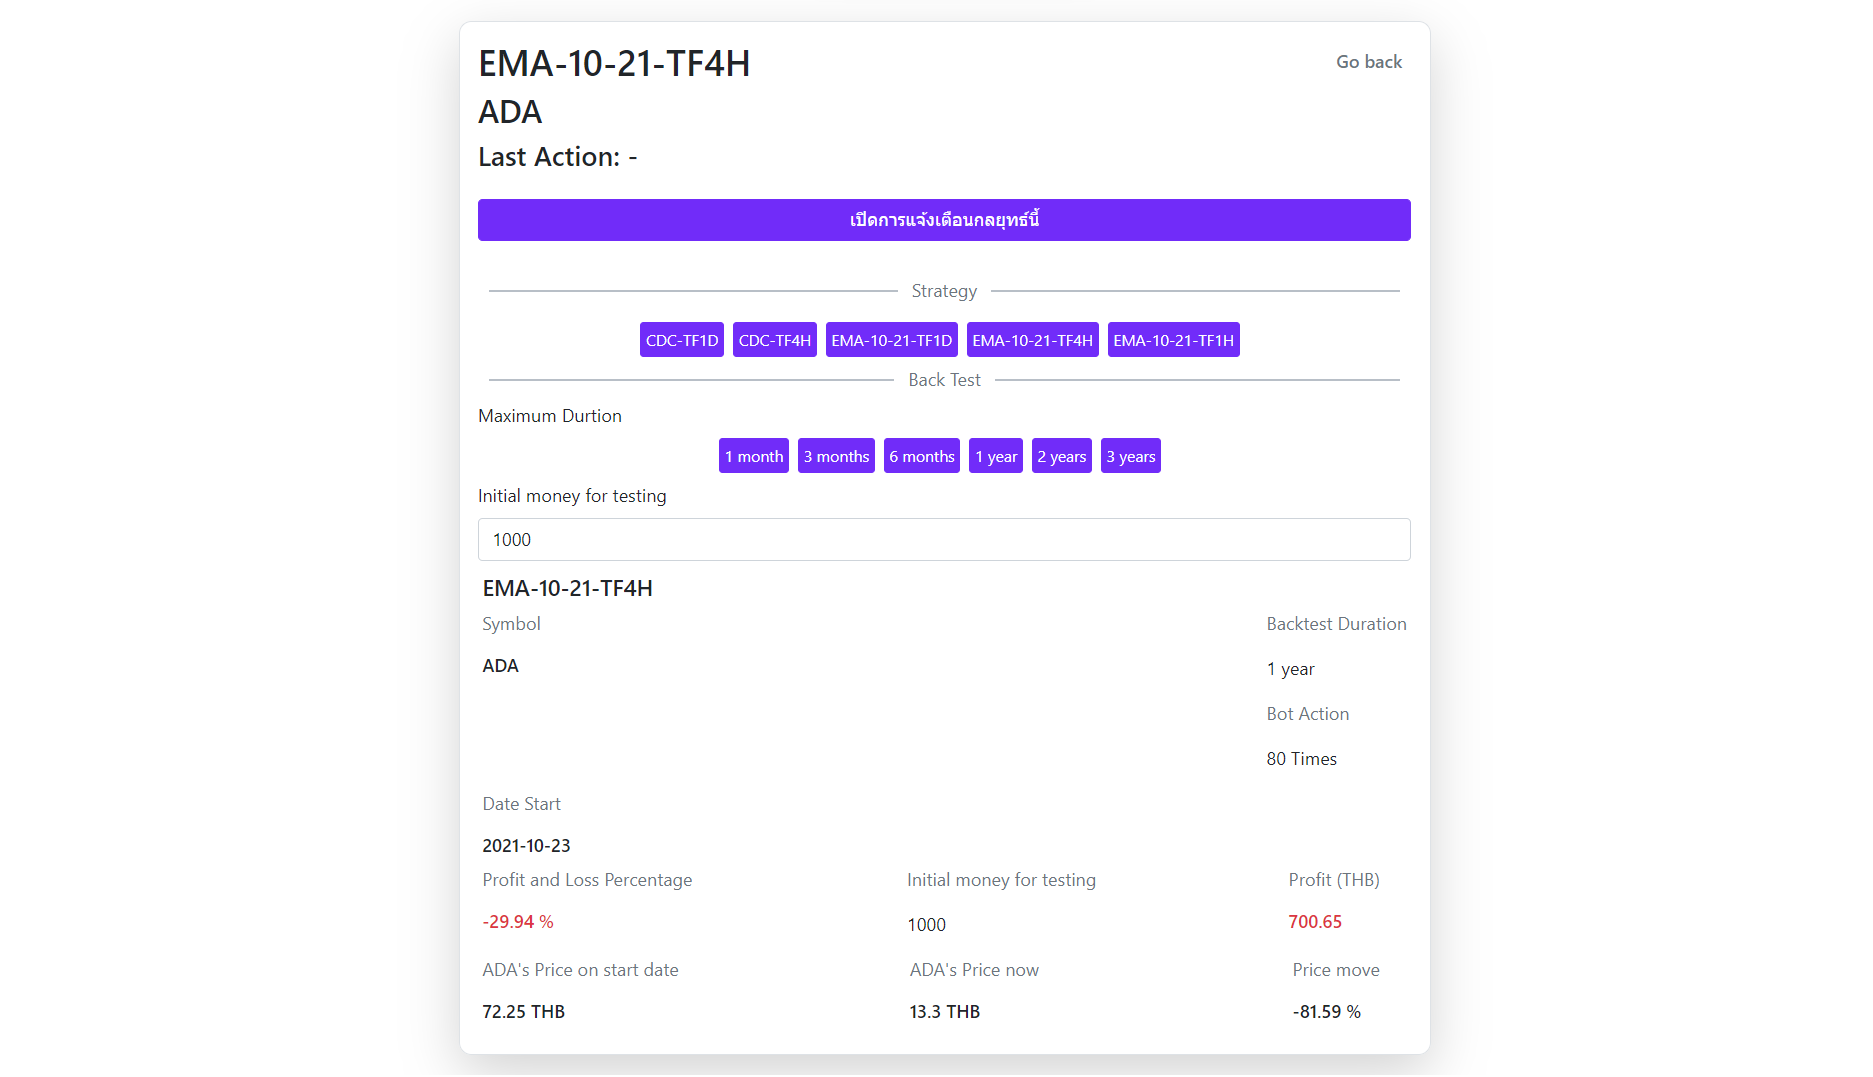 EMA-10-21-TF4H
Go back
ADA
Last Action: -
เปิดการแจ้งเตือนกลยุทธ์นี้
Strategy
CDC-TF1D CDC-TF4H EMA-10-21-TF1D EMA-10-21-TF4H EMA-10-21-TF1H
Back Test
Maximum Durtion
1 month 3 months 6 months 1 year 2 years 3 years
Initial money for testing
1000
EMA-10-21-TF4H
Symbol Backtest Duration
ADA 1 year
Bot Action
80 Times
Date Start
2021-10-23
Profit and Loss Percentage Initial money for testing Profit (THB)
-29.94 % 1000 700.65
ADA's Price on start date ADA's Price now Price move
72.25 THB 13.3 THB -81.59 %